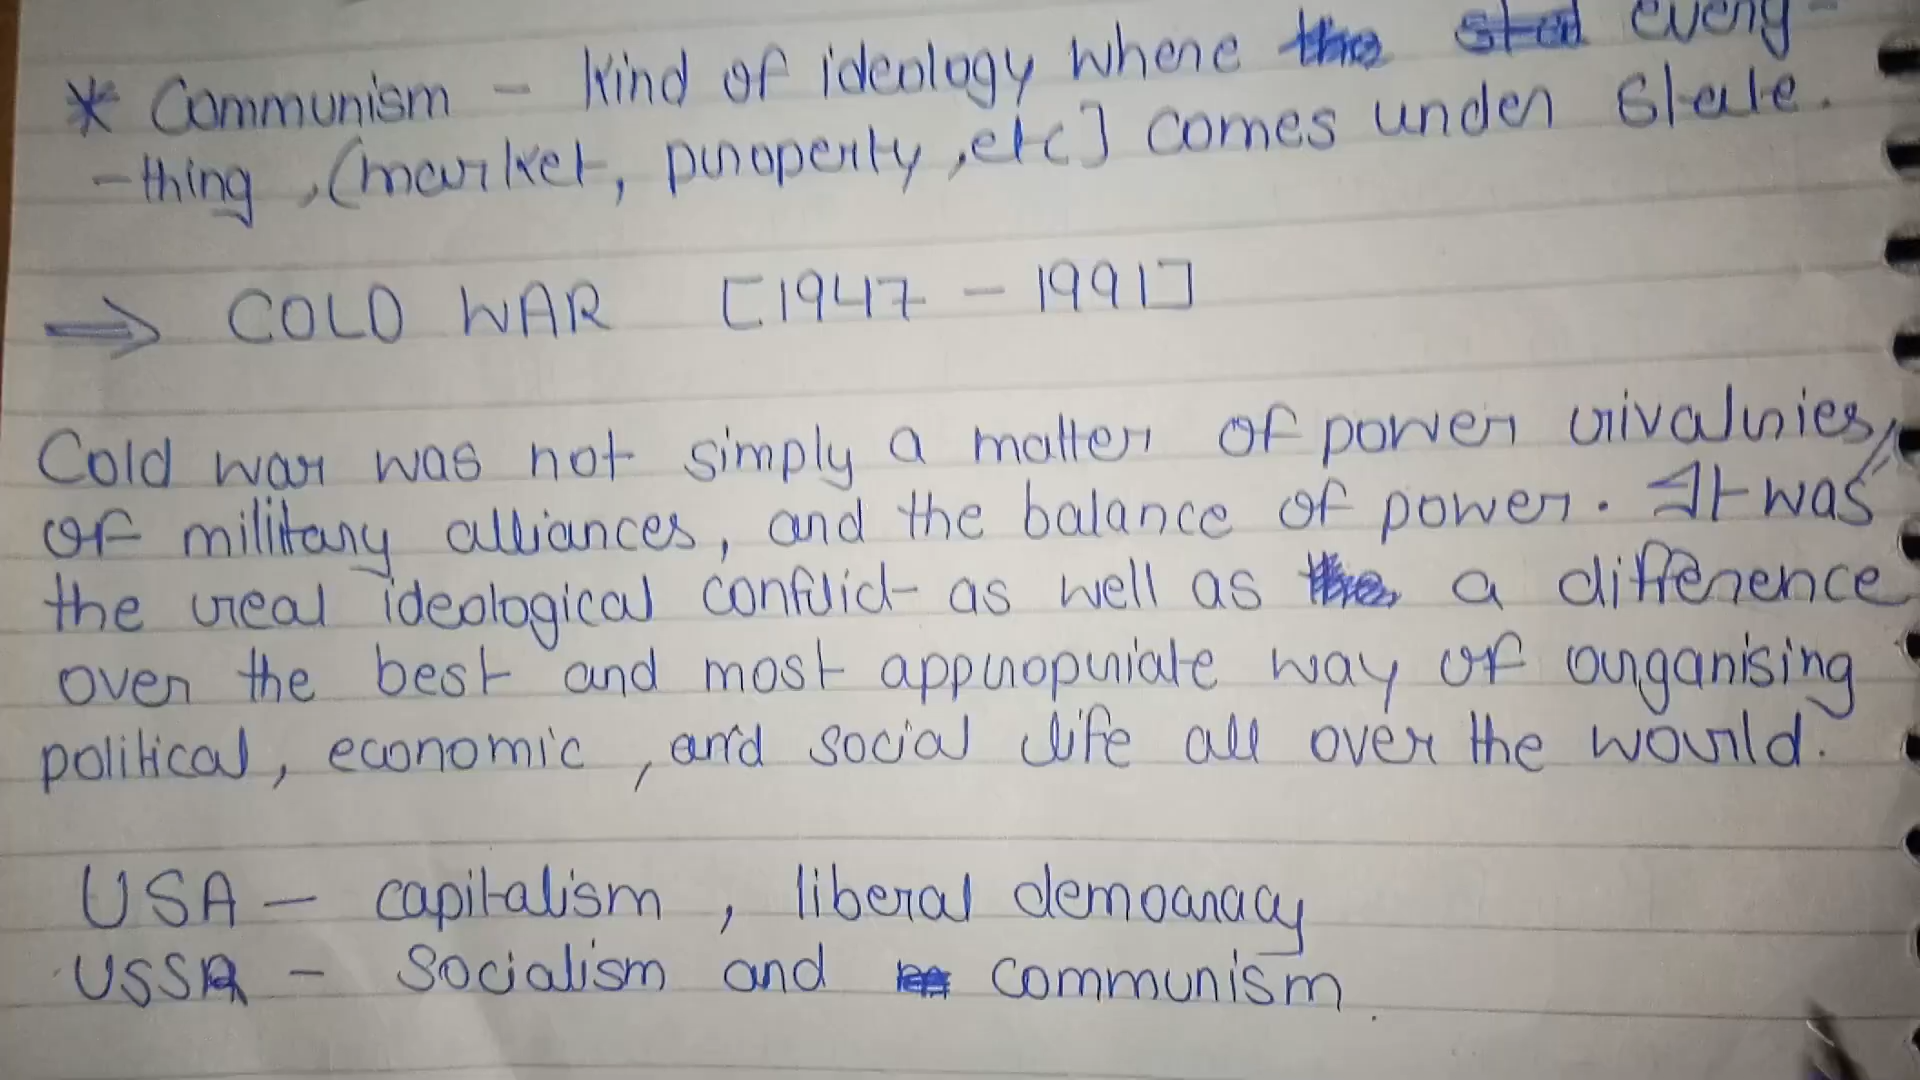 * Communism - kind of ideology where every-
-thing, (market, property, etc] comes under state.
⇒ COLD WAR [1947 - 1991]
Cold war was not simply a matter of power rivalries,
of military alliances, and the balance of power. It was
the real ideological conflict as well as a difference
over the best and most appropriate way of organising
political, economic, and social life all over the world.
USA - capitalism, liberal democracy
USSR - Socialism and communism